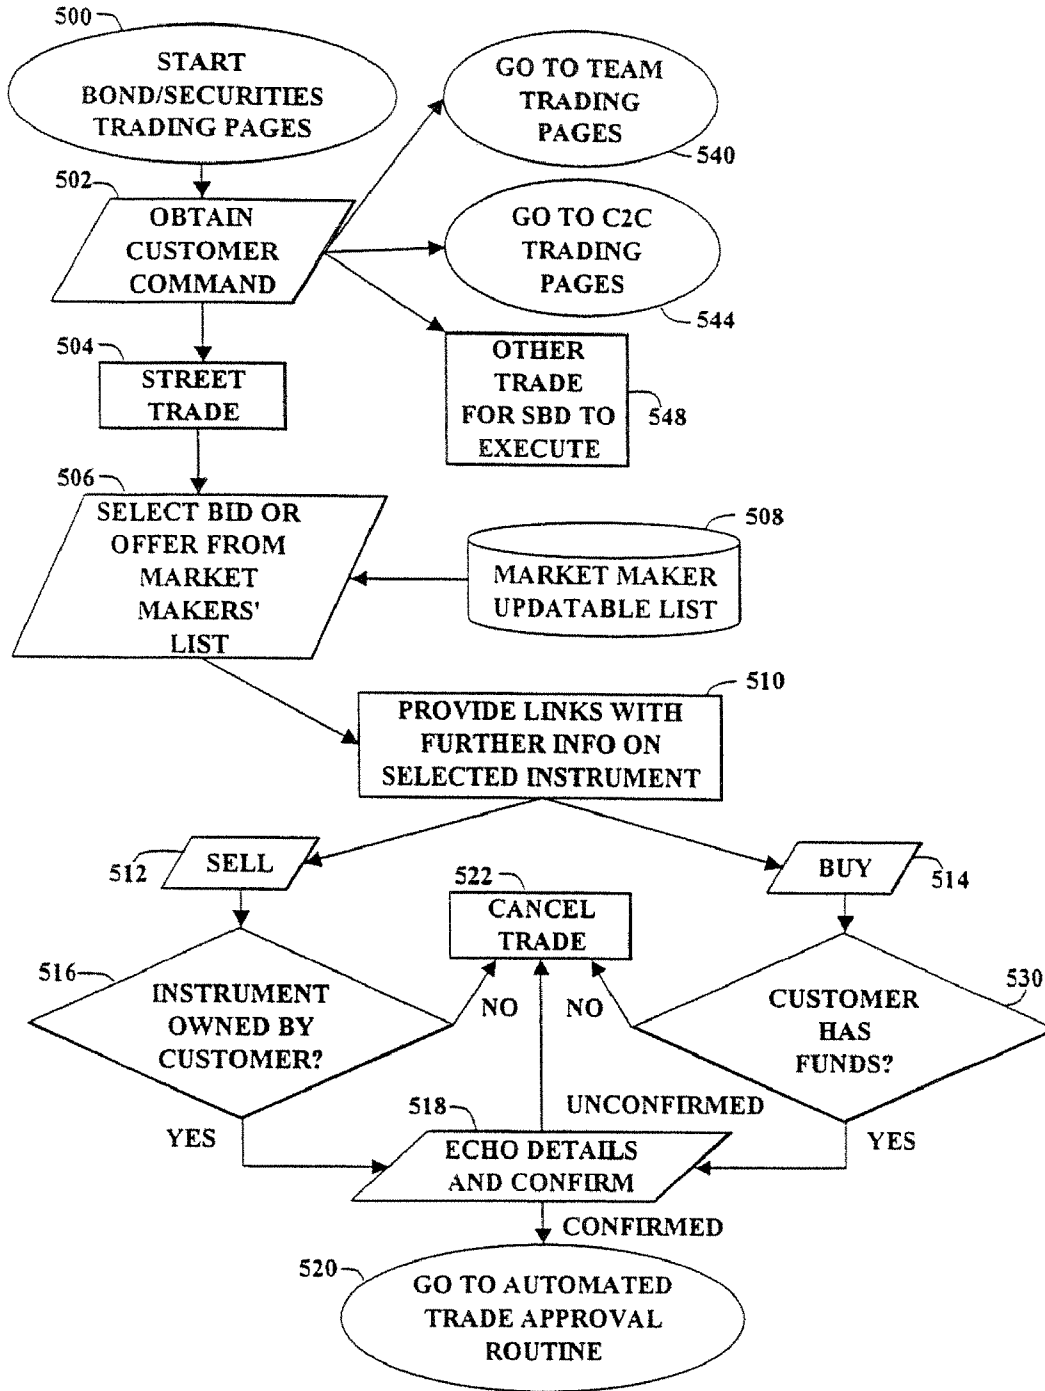 500
START
BOND/SECURITIES
TRADING PAGES
GO TO TEAM
TRADING
PAGES
540
502
OBTAIN
CUSTOMER
COMMAND
GO TO C2C
TRADING
PAGES
544
504
STREET
TRADE
OTHER
TRADE
FOR SBD TO
EXECUTE
548
506
SELECT BID OR
OFFER FROM
MARKET
MAKERS'
LIST
508
MARKET MAKER
UPDATABLE LIST
510
PROVIDE LINKS WITH
FURTHER INFO ON
SELECTED INSTRUMENT
512
SELL
522
CANCEL
TRADE
BUY
514
516
INSTRUMENT
OWNED BY
CUSTOMER?
NO
NO
530
CUSTOMER
HAS
FUNDS?
YES
518
UNCONFIRMED
YES
ECHO DETAILS
AND CONFIRM
CONFIRMED
520
GO TO AUTOMATED
TRADE APPROVAL
ROUTINE